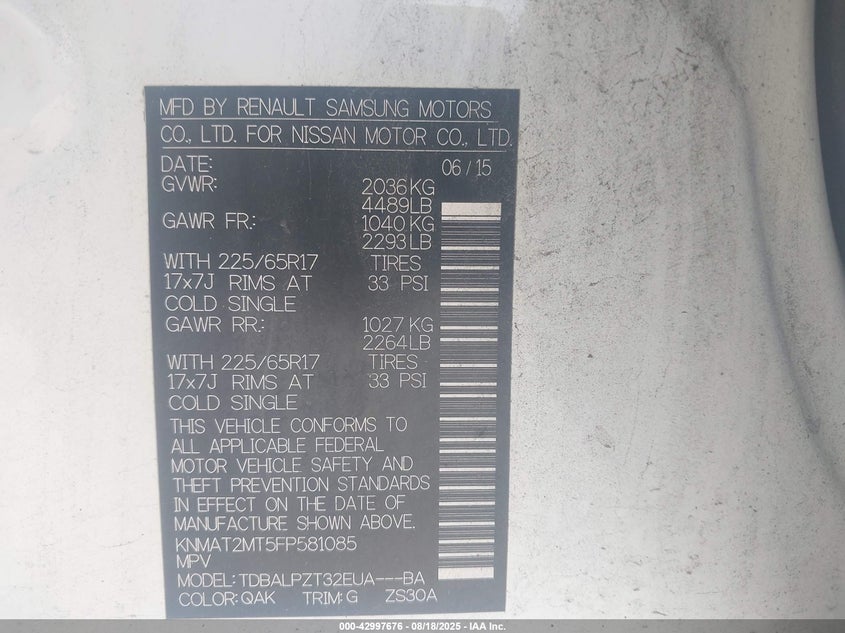 MFD BY RENAULT SAMSUNG MOTORS
CO., LTD. FOR NISSAN MOTOR CO., LTD.
DATE: 06/15
GVWR: 2036KG
4489LB
GAWR FR.: 1040KG
2293LB
WITH 225/65R17 TIRES
17x7J RIMS AT 33 PSI
COLD SINGLE
GAWR RR.: 1027KG
2264LB
WITH 225/65R17 TIRES
17x7J RIMS AT 33 PSI
COLD SINGLE
THIS VEHICLE CONFORMS TO
ALL APPLICABLE FEDERAL
MOTOR VEHICLE SAFETY AND
THEFT PREVENTION STANDARDS
IN EFFECT ON THE DATE OF
MANUFACTURE SHOWN ABOVE.
KNMAT2MT5FP581085
MPV
MODEL: TDBALPZT32EUA---BA
COLOR: QAK TRIM: G ZS30A
000-42997676 - 08/18/2025 - IAA Inc.